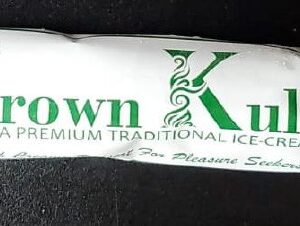 rown Kul
A PREMIUM TRADITIONAL ICE-CREA
For Pleasure Seekers